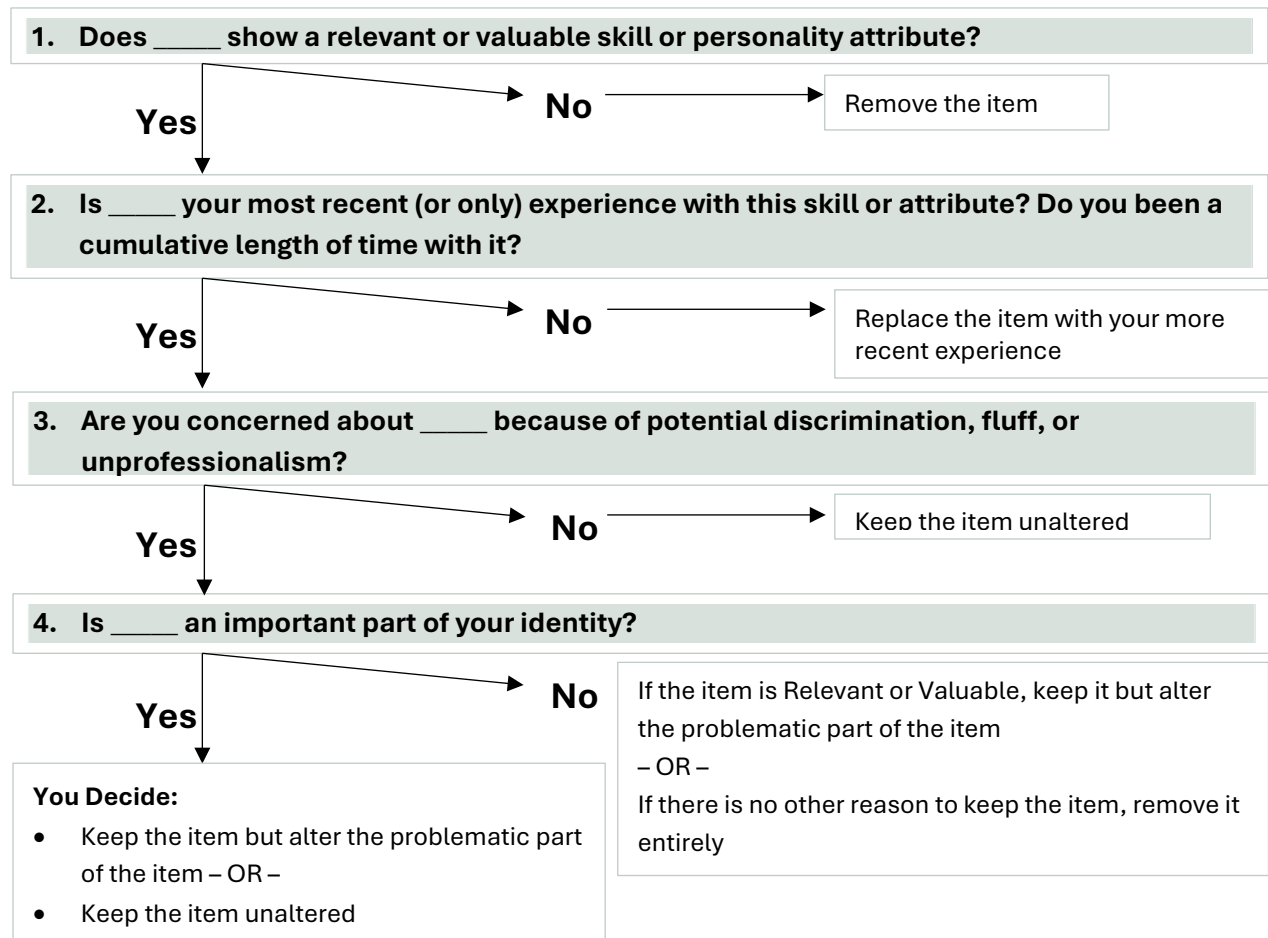 1. Does _____ show a relevant or valuable skill or personality attribute?
Yes
No
Remove the item
2. Is _____ your most recent (or only) experience with this skill or attribute? Do you been a
cumulative length of time with it?
Yes
No
Replace the item with your more
recent experience
3. Are you concerned about _____ because of potential discrimination, fluff, or
unprofessionalism?
Yes
No
Keep the item unaltered
4. Is _____ an important part of your identity?
Yes
No
If the item is Relevant or Valuable, keep it but alter
the problematic part of the item
– OR –
If there is no other reason to keep the item, remove it
entirely
You Decide:
• Keep the item but alter the problematic part
of the item – OR –
• Keep the item unaltered